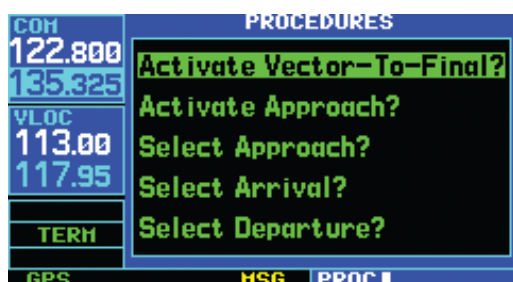 COM
122.800
135.325
VLOC
113.00
117.95
TERM
PROCEDURES
Activate Vector-To-Final?
Activate Approach?
Select Approach?
Select Arrival?
Select Departure?
GPS MSG PROC